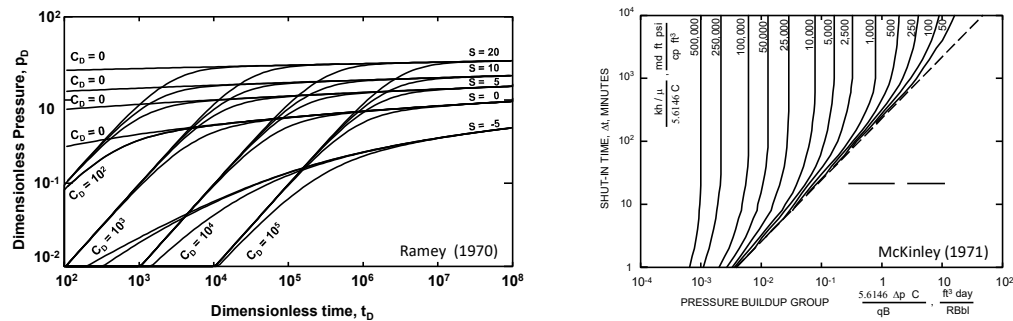 10²
10
10⁻¹
10⁻²
Dimensionless Pressure, p_D
C_D = 0
C_D = 0
C_D = 0
C_D = 0
C_D = 10²
C_D = 10³
C_D = 10⁴
C_D = 10⁵
S = 20
S = 10
S = 5
S = 0
S = -5
Ramey (1970)
10² 10³ 10⁴ 10⁵ 10⁶ 10⁷ 10⁸
Dimensionless time, t_D
10⁴
10³
10²
10
1
SHUT-IN TIME, Δt, MINUTES
kh / μ , md ft psi
5.6146 C cp ft³
500,000
250,000
100,000
50,000
25,000
10,000
5,000
2,500
1,000
500
250
100
50
McKinley (1971)
10⁻⁴ 10⁻³ 10⁻² 10⁻¹ 1 10 10²
PRESSURE BUILDUP GROUP 5.6146 Δp C , ft³ day
qB RBbl